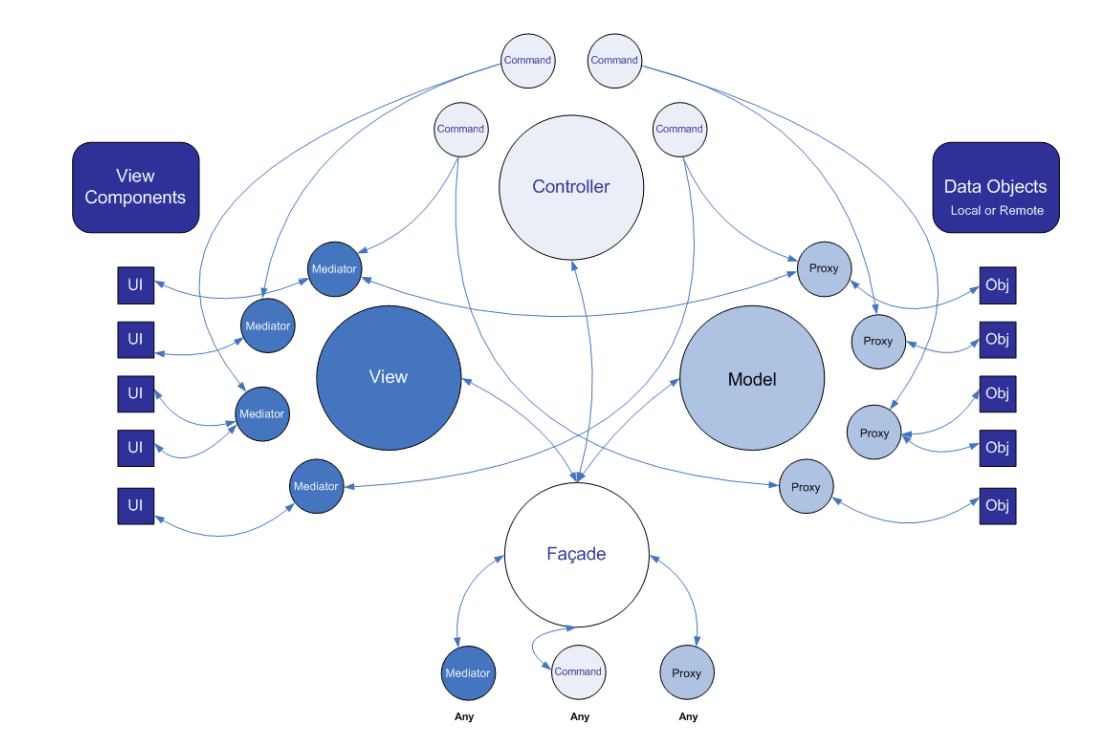 Command
Command
Command
Command
View
Components
Controller
Data Objects
Local or Remote
Mediator
Proxy
UI
Obj
Mediator
UI
Proxy
Obj
View
Model
UI
Obj
Mediator
Proxy
UI
Obj
Mediator
Proxy
UI
Obj
Façade
Mediator
Command
Proxy
Any
Any
Any